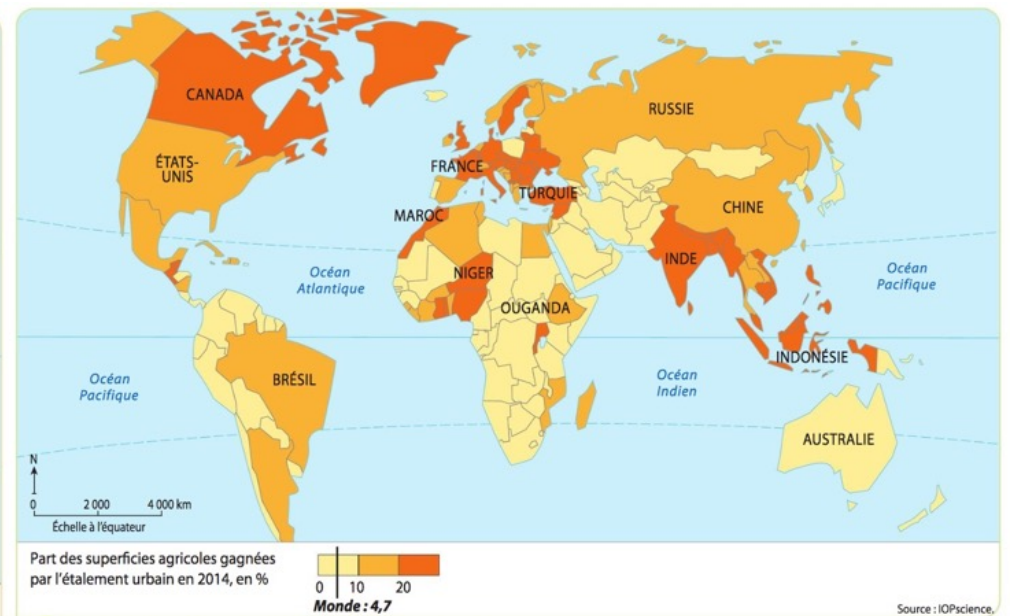 CANADA
RUSSIE
ÉTATS-
UNIS
FRANCE
TURQUIE
CHINE
MAROC
INDE
NIGER
Océan
Atlantique
Océan
Pacifique
OUGANDA
INDONÉSIE
Océan
Pacifique
BRÉSIL
Océan
Indien
AUSTRALIE
N
0 2 000 4 000 km
Échelle à l'équateur
Part des superficies agricoles gagnées
par l'étalement urbain en 2014, en %
0 10 20
Monde : 4,7
Source : IOPscience.